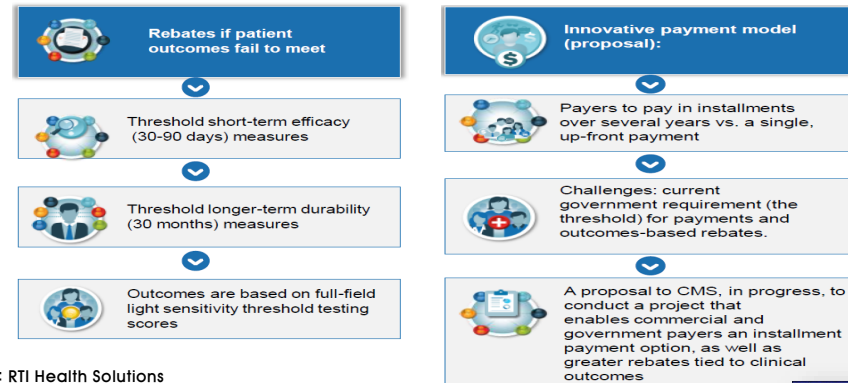 Rebates if patient
outcomes fail to meet
Threshold short-term efficacy
(30-90 days) measures
Threshold longer-term durability
(30 months) measures
Outcomes are based on full-field
light sensitivity threshold testing
scores
Innovative payment model
(proposal):
Payers to pay in installments
over several years vs. a single,
up-front payment
Challenges: current
government requirement (the
threshold) for payments and
outcomes-based rebates.
A proposal to CMS, in progress, to
conduct a project that
enables commercial and
government payers an installment
payment option, as well as
greater rebates tied to clinical
outcomes
: RTI Health Solutions